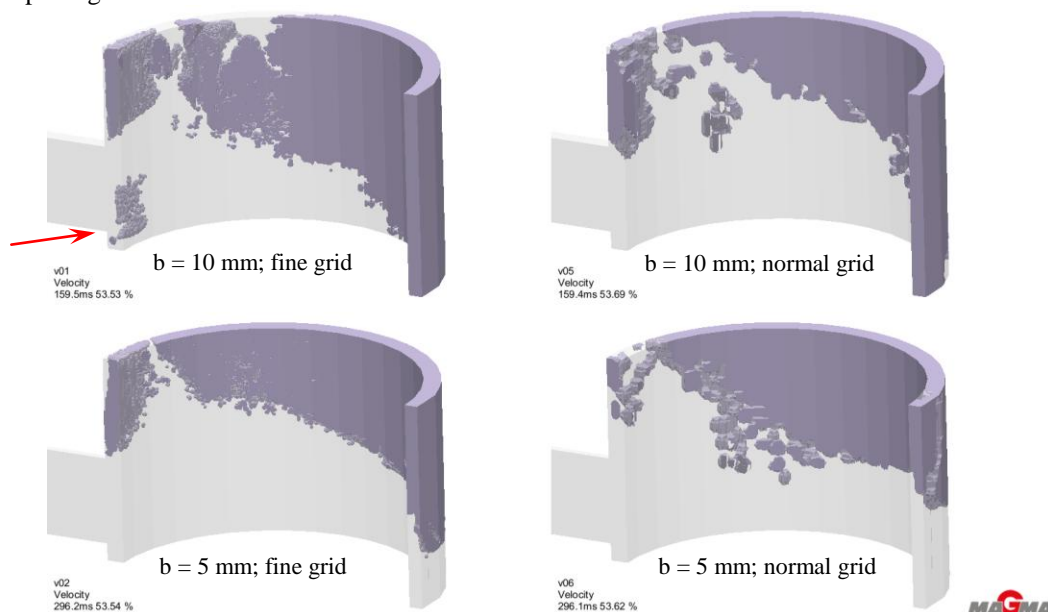 b = 10 mm; fine grid
v01
Velocity
159.5ms 53.53 %
b = 10 mm; normal grid
v05
Velocity
159.4ms 53.69 %
b = 5 mm; fine grid
v02
Velocity
296.2ms 53.54 %
b = 5 mm; normal grid
v06
Velocity
296.1ms 53.62 %
MAGMA